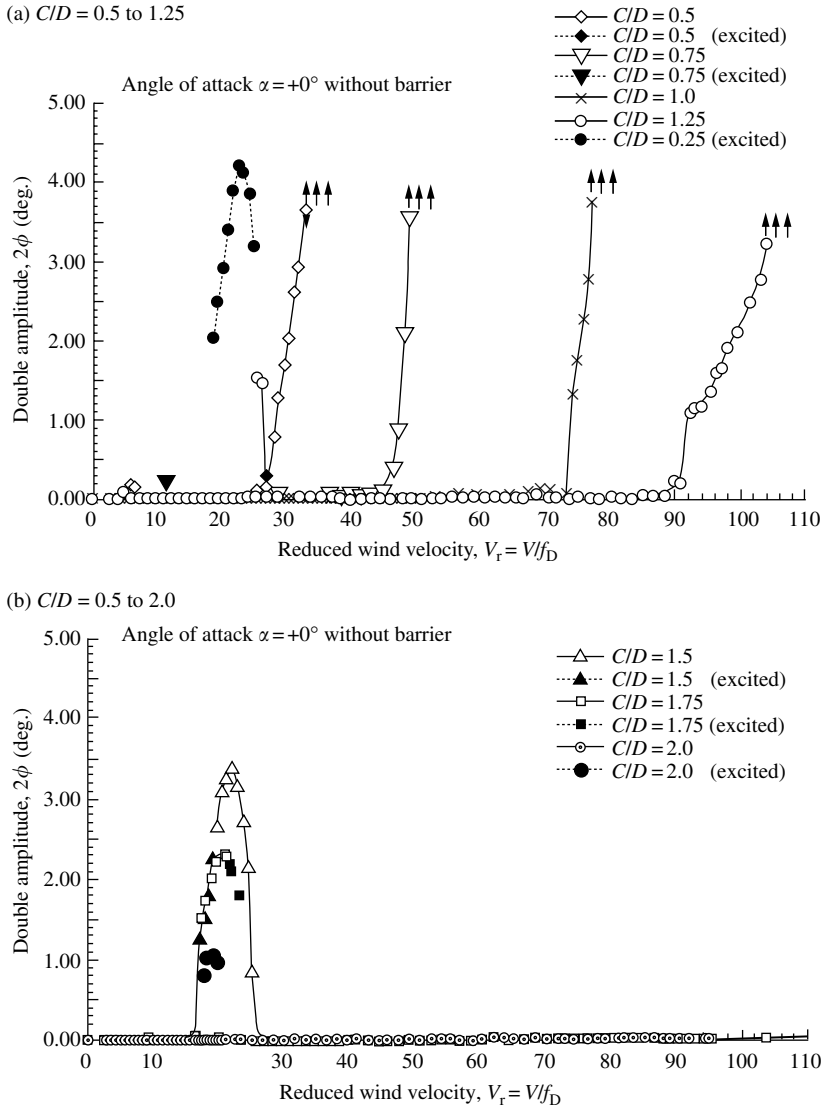 (a) C/D = 0.5 to 1.25
C/D = 0.5
C/D = 0.5 (excited)
C/D = 0.75
C/D = 0.75 (excited)
C/D = 1.0
C/D = 1.25
C/D = 0.25 (excited)
Angle of attack α = +0° without barrier
5.00
4.00
3.00
2.00
1.00
0.00
Double amplitude, 2ϕ (deg.)
0 10 20 30 40 50 60 70 80 90 100 110
Reduced wind velocity, Vr = V/fD
(b) C/D = 0.5 to 2.0
Angle of attack α = +0° without barrier
C/D = 1.5
C/D = 1.5 (excited)
C/D = 1.75
C/D = 1.75 (excited)
C/D = 2.0
C/D = 2.0 (excited)
5.00
4.00
3.00
2.00
1.00
0.00
Double amplitude, 2ϕ (deg.)
0 10 20 30 40 50 60 70 80 90 100 110
Reduced wind velocity, Vr = V/fD